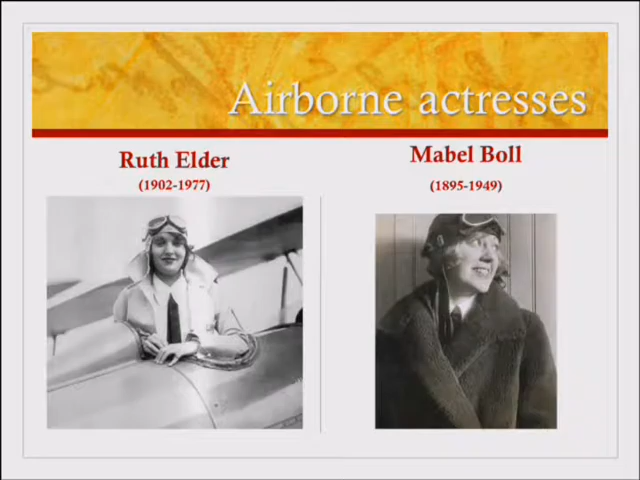 Airborne actresses
Ruth Elder
(1902-1977)
Mabel Boll
(1895-1949)